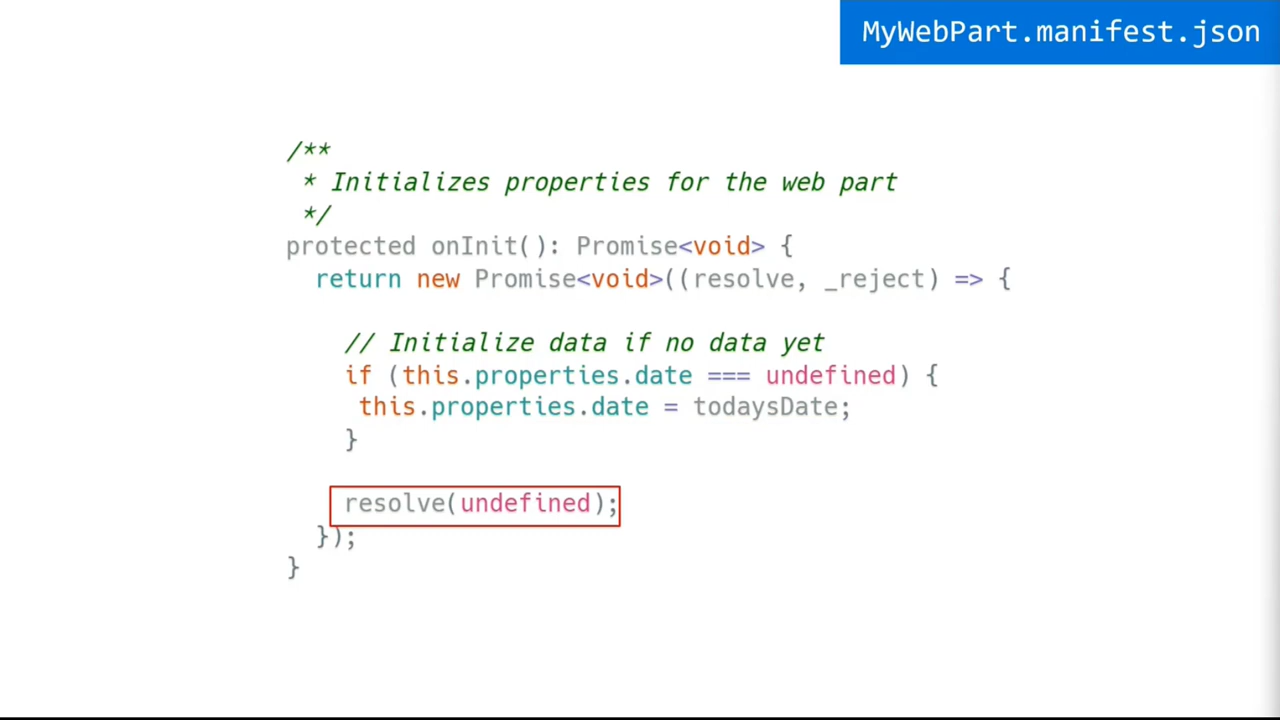 MyWebPart.manifest.json
/**
 * Initializes properties for the web part
 */
protected onInit(): Promise<void> {
  return new Promise<void>((resolve, _reject) => {
    // Initialize data if no data yet
    if (this.properties.date === undefined) {
     this.properties.date = todaysDate;
    }
    resolve(undefined);
  });
}